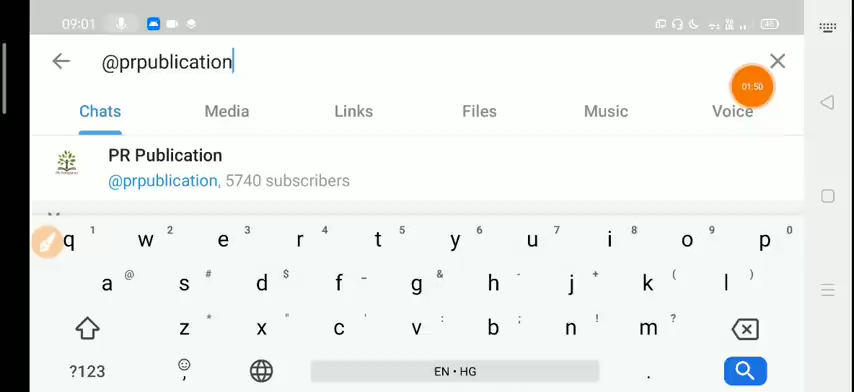 09:01
@prpublication
01:50
Chats Media Links Files Music Voice
PR Publication
@prpublication, 5740 subscribers
q 1 w 2 e 3 r 4 t 5 y 6 u 7 i 8 o 9 p 0
a @ s # d $ f _ g & h - j + k ( l )
z * x " c ' v : b ; n ! m ?
?123 , EN • HG .